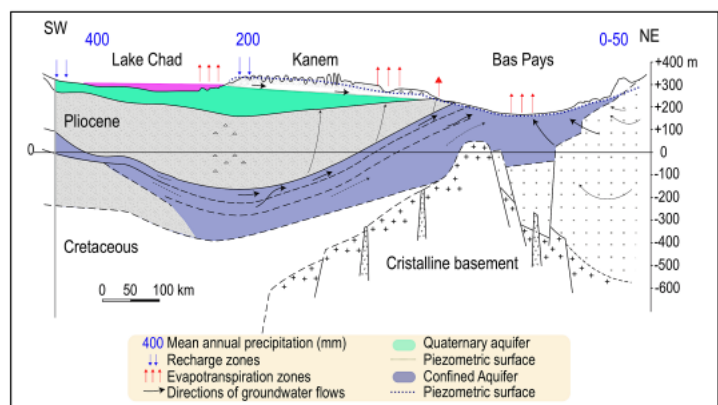 SW
400
Lake Chad
200
Kanem
Bas Pays
0-50
NE
+400 m
+300
+200
+100
0
-100
-200
-300
-400
-500
-600
Pliocene
0
Cretaceous
Cristalline basement
0 50 100 km
400 Mean annual precipitation (mm)
Recharge zones
Evapotranspiration zones
Directions of groundwater flows
Quaternary aquifer
Piezometric surface
Confined Aquifer
Piezometric surface